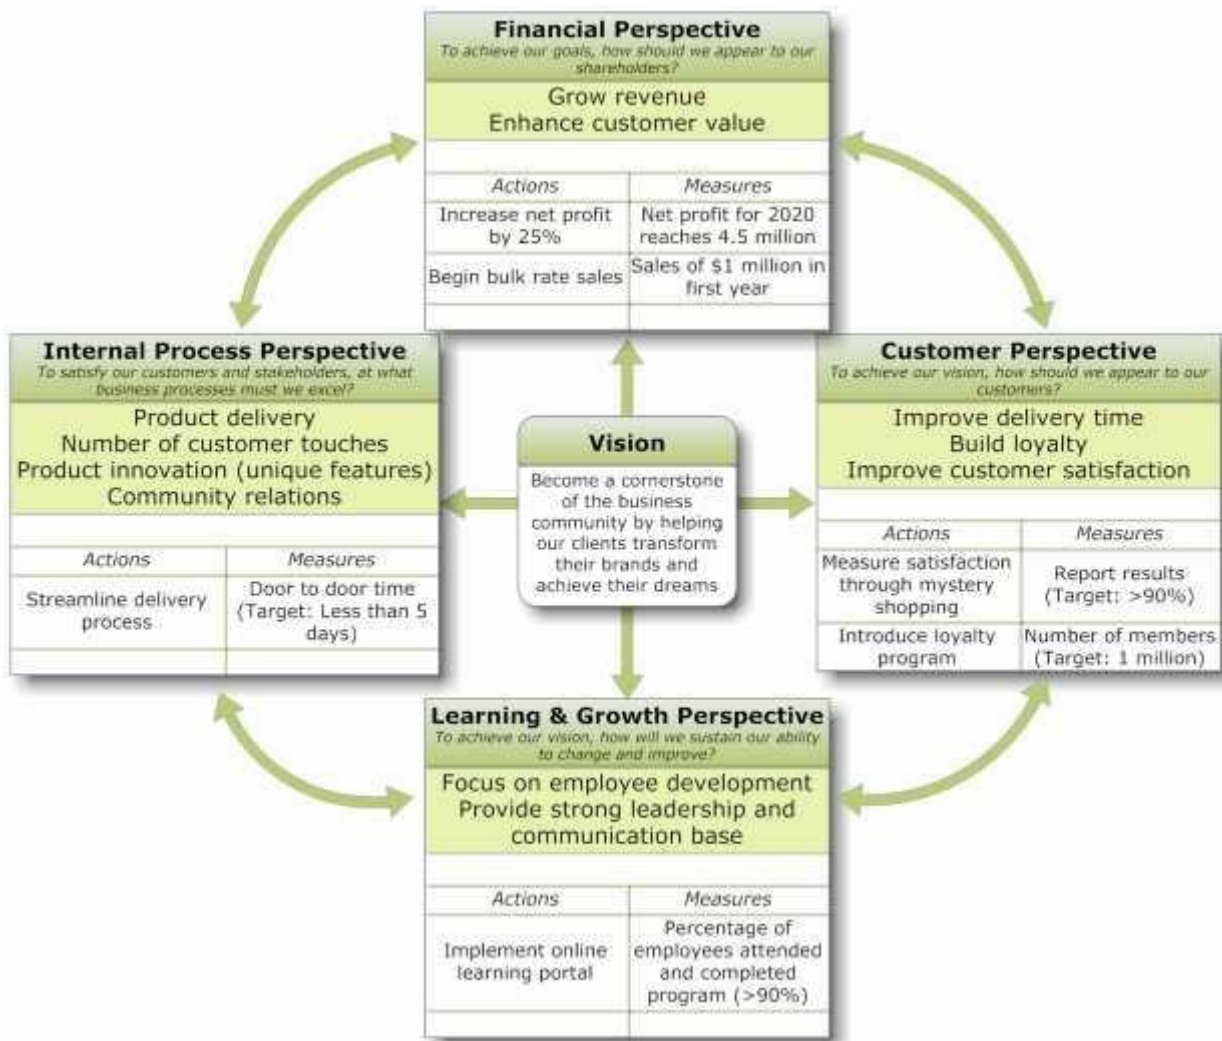 Financial Perspective
To achieve our goals, how should we appear to our
shareholders?
Grow revenue
Enhance customer value
Actions
Measures
Increase net profit
by 25%
Net profit for 2020
reaches 4.5 million
Begin bulk rate sales
Sales of $1 million in
first year
Internal Process Perspective
To satisfy our customers and stakeholders, at what
business processes must we excel?
Product delivery
Number of customer touches
Product innovation (unique features)
Community relations
Actions
Measures
Streamline delivery
process
Door to door time
(Target: Less than 5
days)
Vision
Become a cornerstone
of the business
community by helping
our clients transform
their brands and
achieve their dreams
Customer Perspective
To achieve our vision, how should we appear to our
customers?
Improve delivery time
Build loyalty
Improve customer satisfaction
Actions
Measures
Measure satisfaction
through mystery
shopping
Report results
(Target: >90%)
Introduce loyalty
program
Number of members
(Target: 1 million)
Learning & Growth Perspective
To achieve our vision, how will we sustain our ability
to change and improve?
Focus on employee development
Provide strong leadership and
communication base
Actions
Measures
Implement online
learning portal
Percentage of
employees attended
and completed
program (>90%)